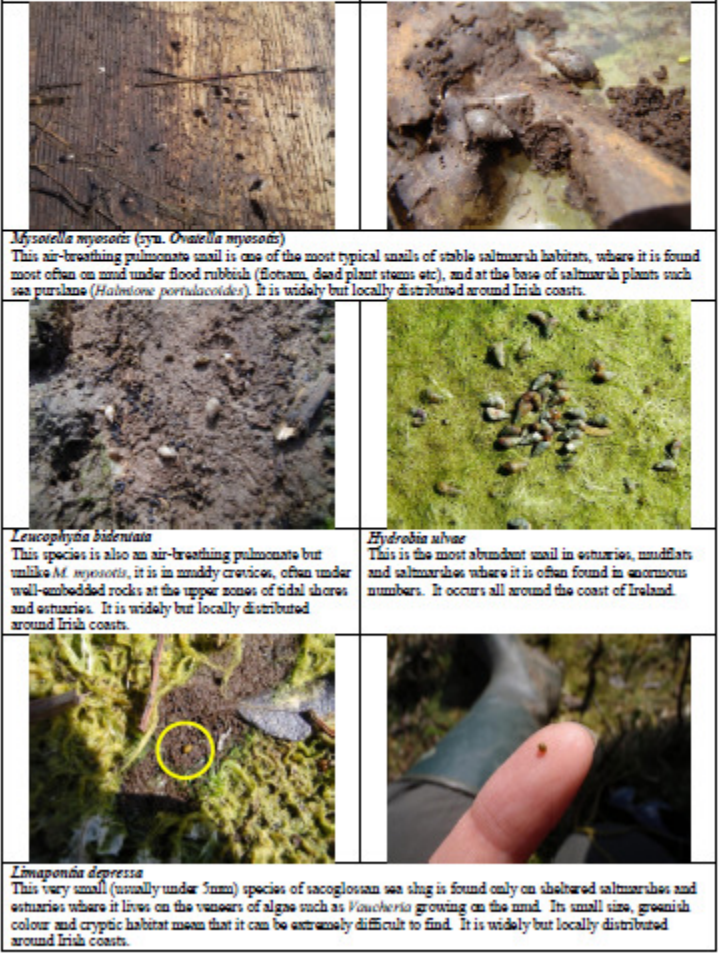 Mysotella myosotis (syn. Ovatella myosotis)
This air-breathing pulmonate snail is one of the most typical snails of stable saltmarsh habitats, where it is found
most often on mud under flood rubbish (flotsam, dead plant stems etc), and at the base of saltmarsh plants such
sea purslane (Halmione portulacoides). It is widely but locally distributed around Irish coasts.
Leucophytia bidentata
This species is also an air-breathing pulmonate but
unlike M. myosotis, it is in muddy crevices, often under
well-embedded rocks at the upper zones of tidal shores
and estuaries. It is widely but locally distributed
around Irish coasts.
Hydrobia ulvae
This is the most abundant snail in estuaries, mudflats
and saltmarshes where it is often found in enormous
numbers. It occurs all around the coast of Ireland.
Limapontia depressa
This very small (usually under 5mm) species of sacoglossan sea slug is found only on sheltered saltmarshes and
estuaries where it lives on the veneers of algae such as Vaucheria growing on the mud. Its small size, greenish
colour and cryptic habitat mean that it can be extremely difficult to find. It is widely but locally distributed
around Irish coasts.